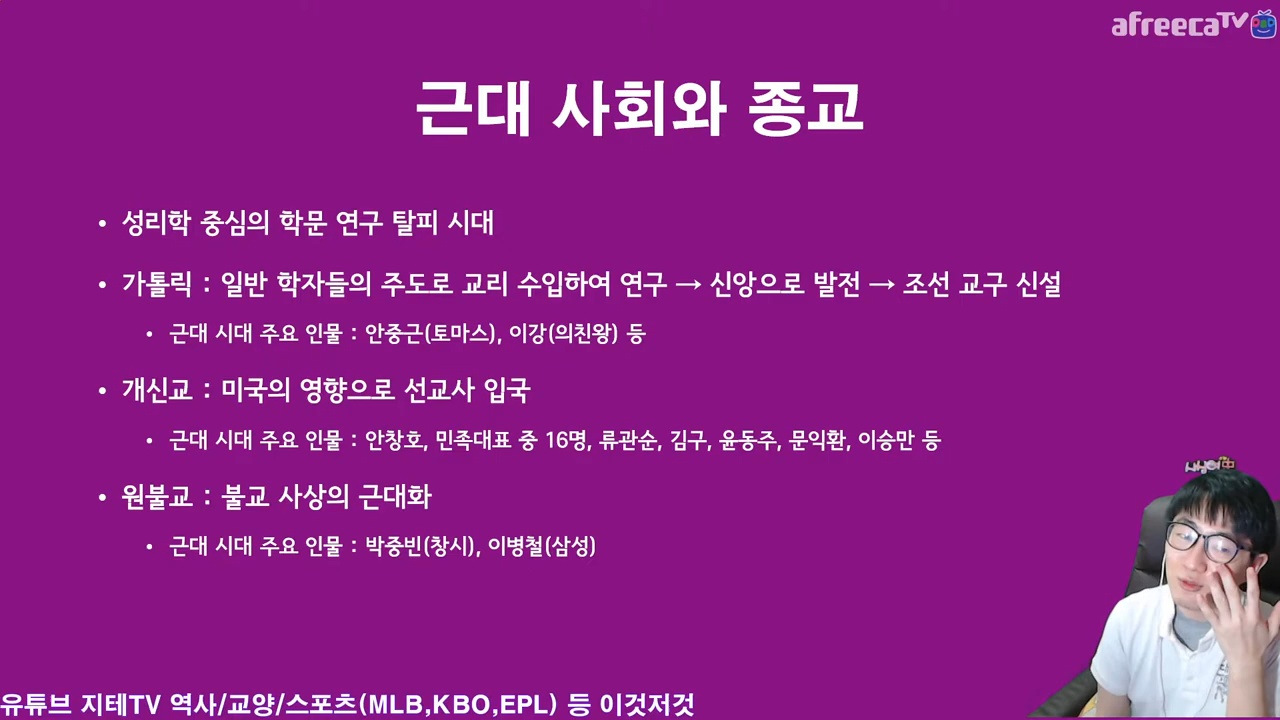 afreecaTV
근대 사회와 종교
• 성리학 중심의 학문 연구 탈피 시대
• 가톨릭 : 일반 학자들의 주도로 교리 수입하여 연구 → 신앙으로 발전 → 조선 교구 신설
• 근대 시대 주요 인물 : 안중근(토마스), 이강(의친왕) 등
• 개신교 : 미국의 영향으로 선교사 입국
• 근대 시대 주요 인물 : 안창호, 민족대표 중 16명, 류관순, 김구, 윤동주, 문익환, 이승만 등
• 원불교 : 불교 사상의 근대화
• 근대 시대 주요 인물 : 박중빈(창시), 이병철(삼성)
유튜브 지테TV 역사/교양/스포츠(MLB,KBO,EPL) 등 이것저것